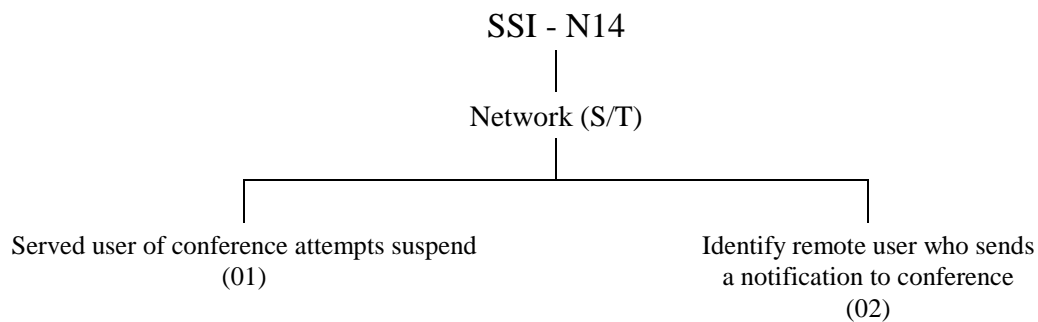 SSI - N14
Network (S/T)
Served user of conference attempts suspend
(01)
Identify remote user who sends
a notification to conference
(02)